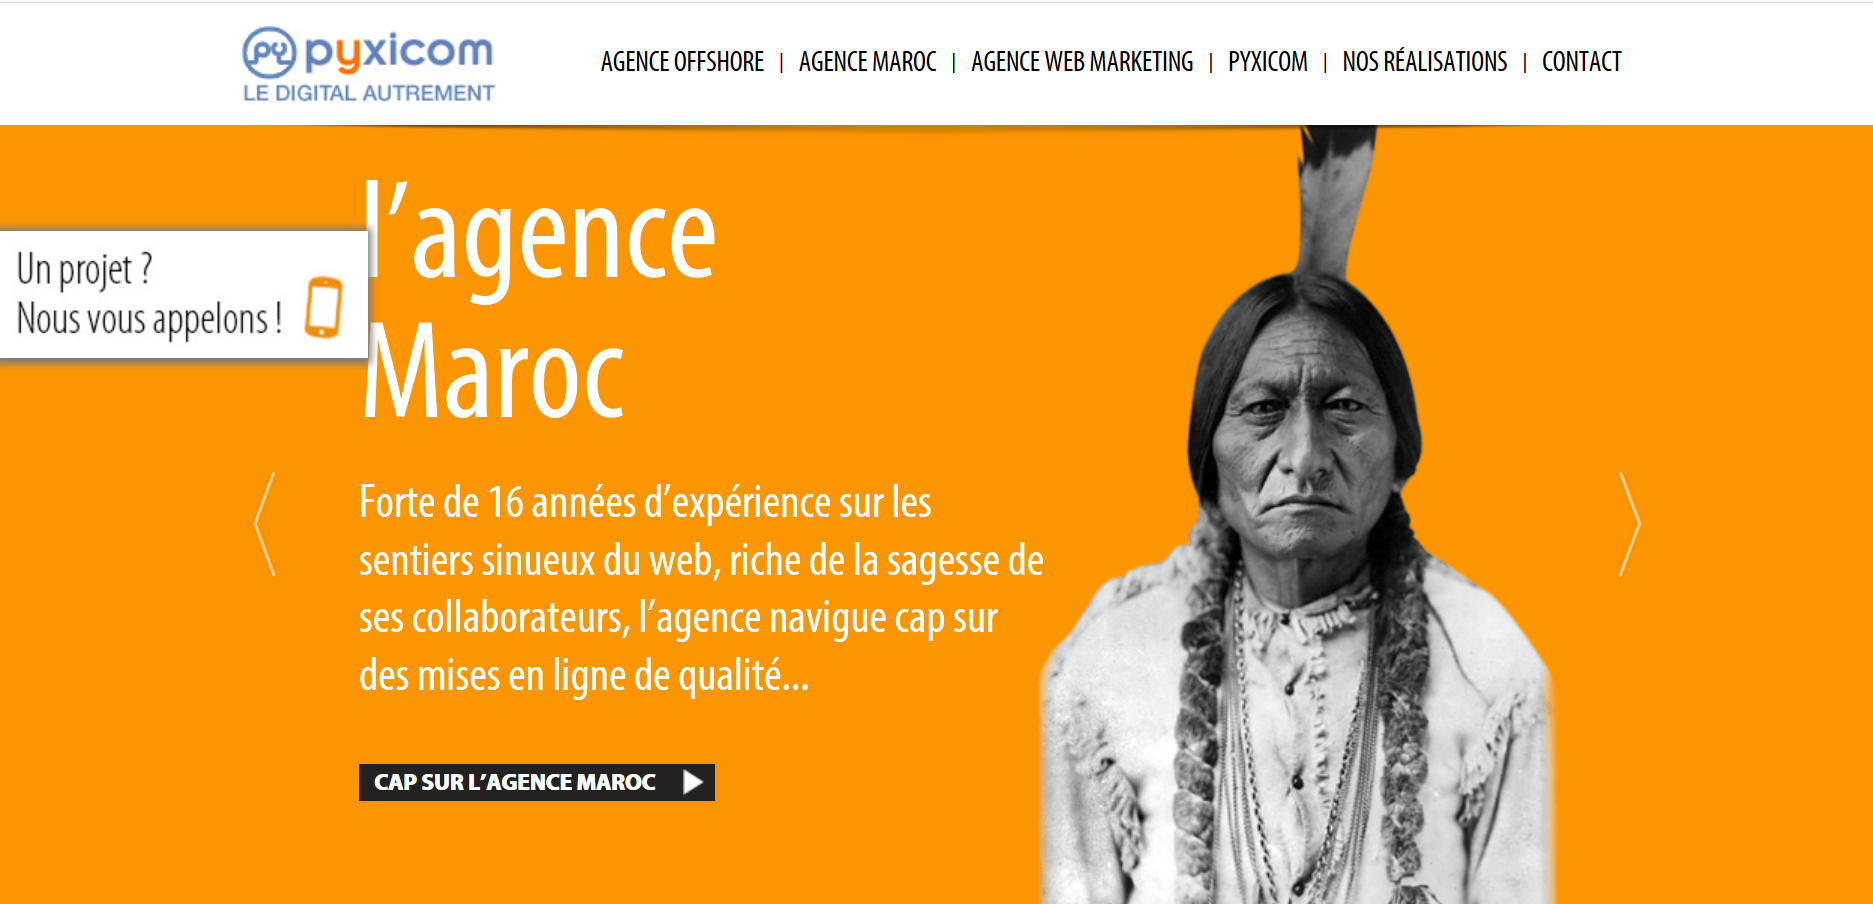 py pyxicom
LE DIGITAL AUTREMENT
AGENCE OFFSHORE | AGENCE MAROC | AGENCE WEB MARKETING | PYXICOM | NOS RÉALISATIONS | CONTACT
l’agence
Maroc
Un projet ?
Nous vous appelons !
Forte de 16 années d’expérience sur les
sentiers sinueux du web, riche de la sagesse de
ses collaborateurs, l’agence navigue cap sur
des mises en ligne de qualité...
CAP SUR L’AGENCE MAROC